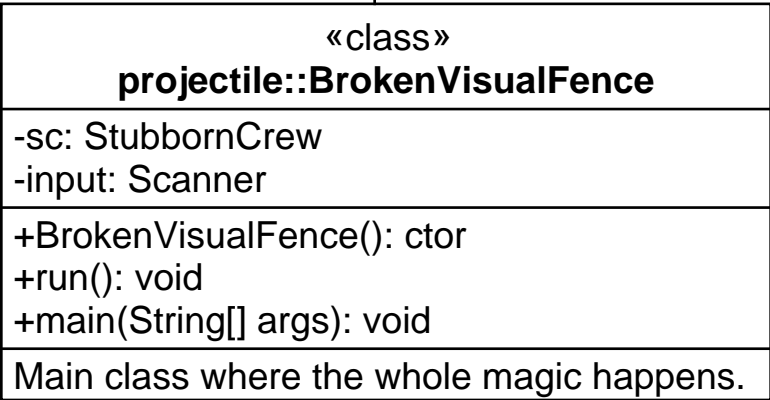 «class»
projectile::BrokenVisualFence
-sc: StubbornCrew
-input: Scanner
+BrokenVisualFence(): ctor
+run(): void
+main(String[] args): void
Main class where the whole magic happens.